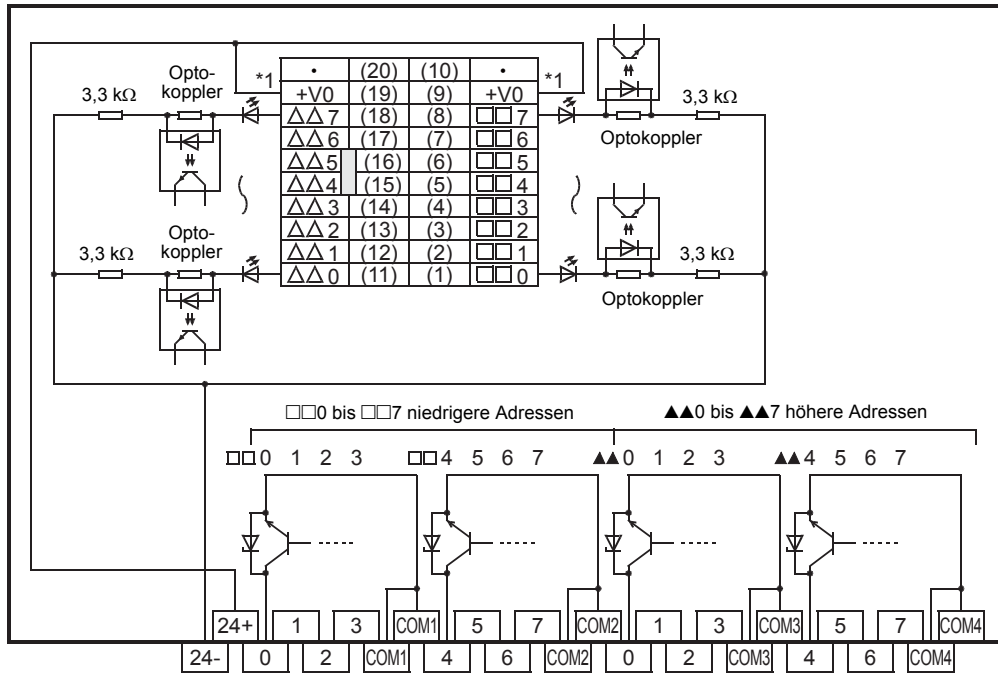 Opto-
koppler
3,3 kΩ
*1
• (20) (10) •
+V0 (19) (9) +V0
△△7 (18) (8) □□7
△△6 (17) (7) □□6
△△5 (16) (6) □□5
△△4 (15) (5) □□4
△△3 (14) (4) □□3
△△2 (13) (3) □□2
△△1 (12) (2) □□1
△△0 (11) (1) □□0
*1
3,3 kΩ
Optokoppler
Opto-
koppler
3,3 kΩ
3,3 kΩ
Optokoppler
□□0 bis □□7 niedrigere Adressen
▲▲0 bis ▲▲7 höhere Adressen
□□0 1 2 3 □□4 5 6 7 ▲▲0 1 2 3 ▲▲4 5 6 7
24+ 1 3 COM1 5 7 COM2 1 3 COM3 5 7 COM4
24- 0 2 COM1 4 6 COM2 0 2 COM3 4 6 COM4